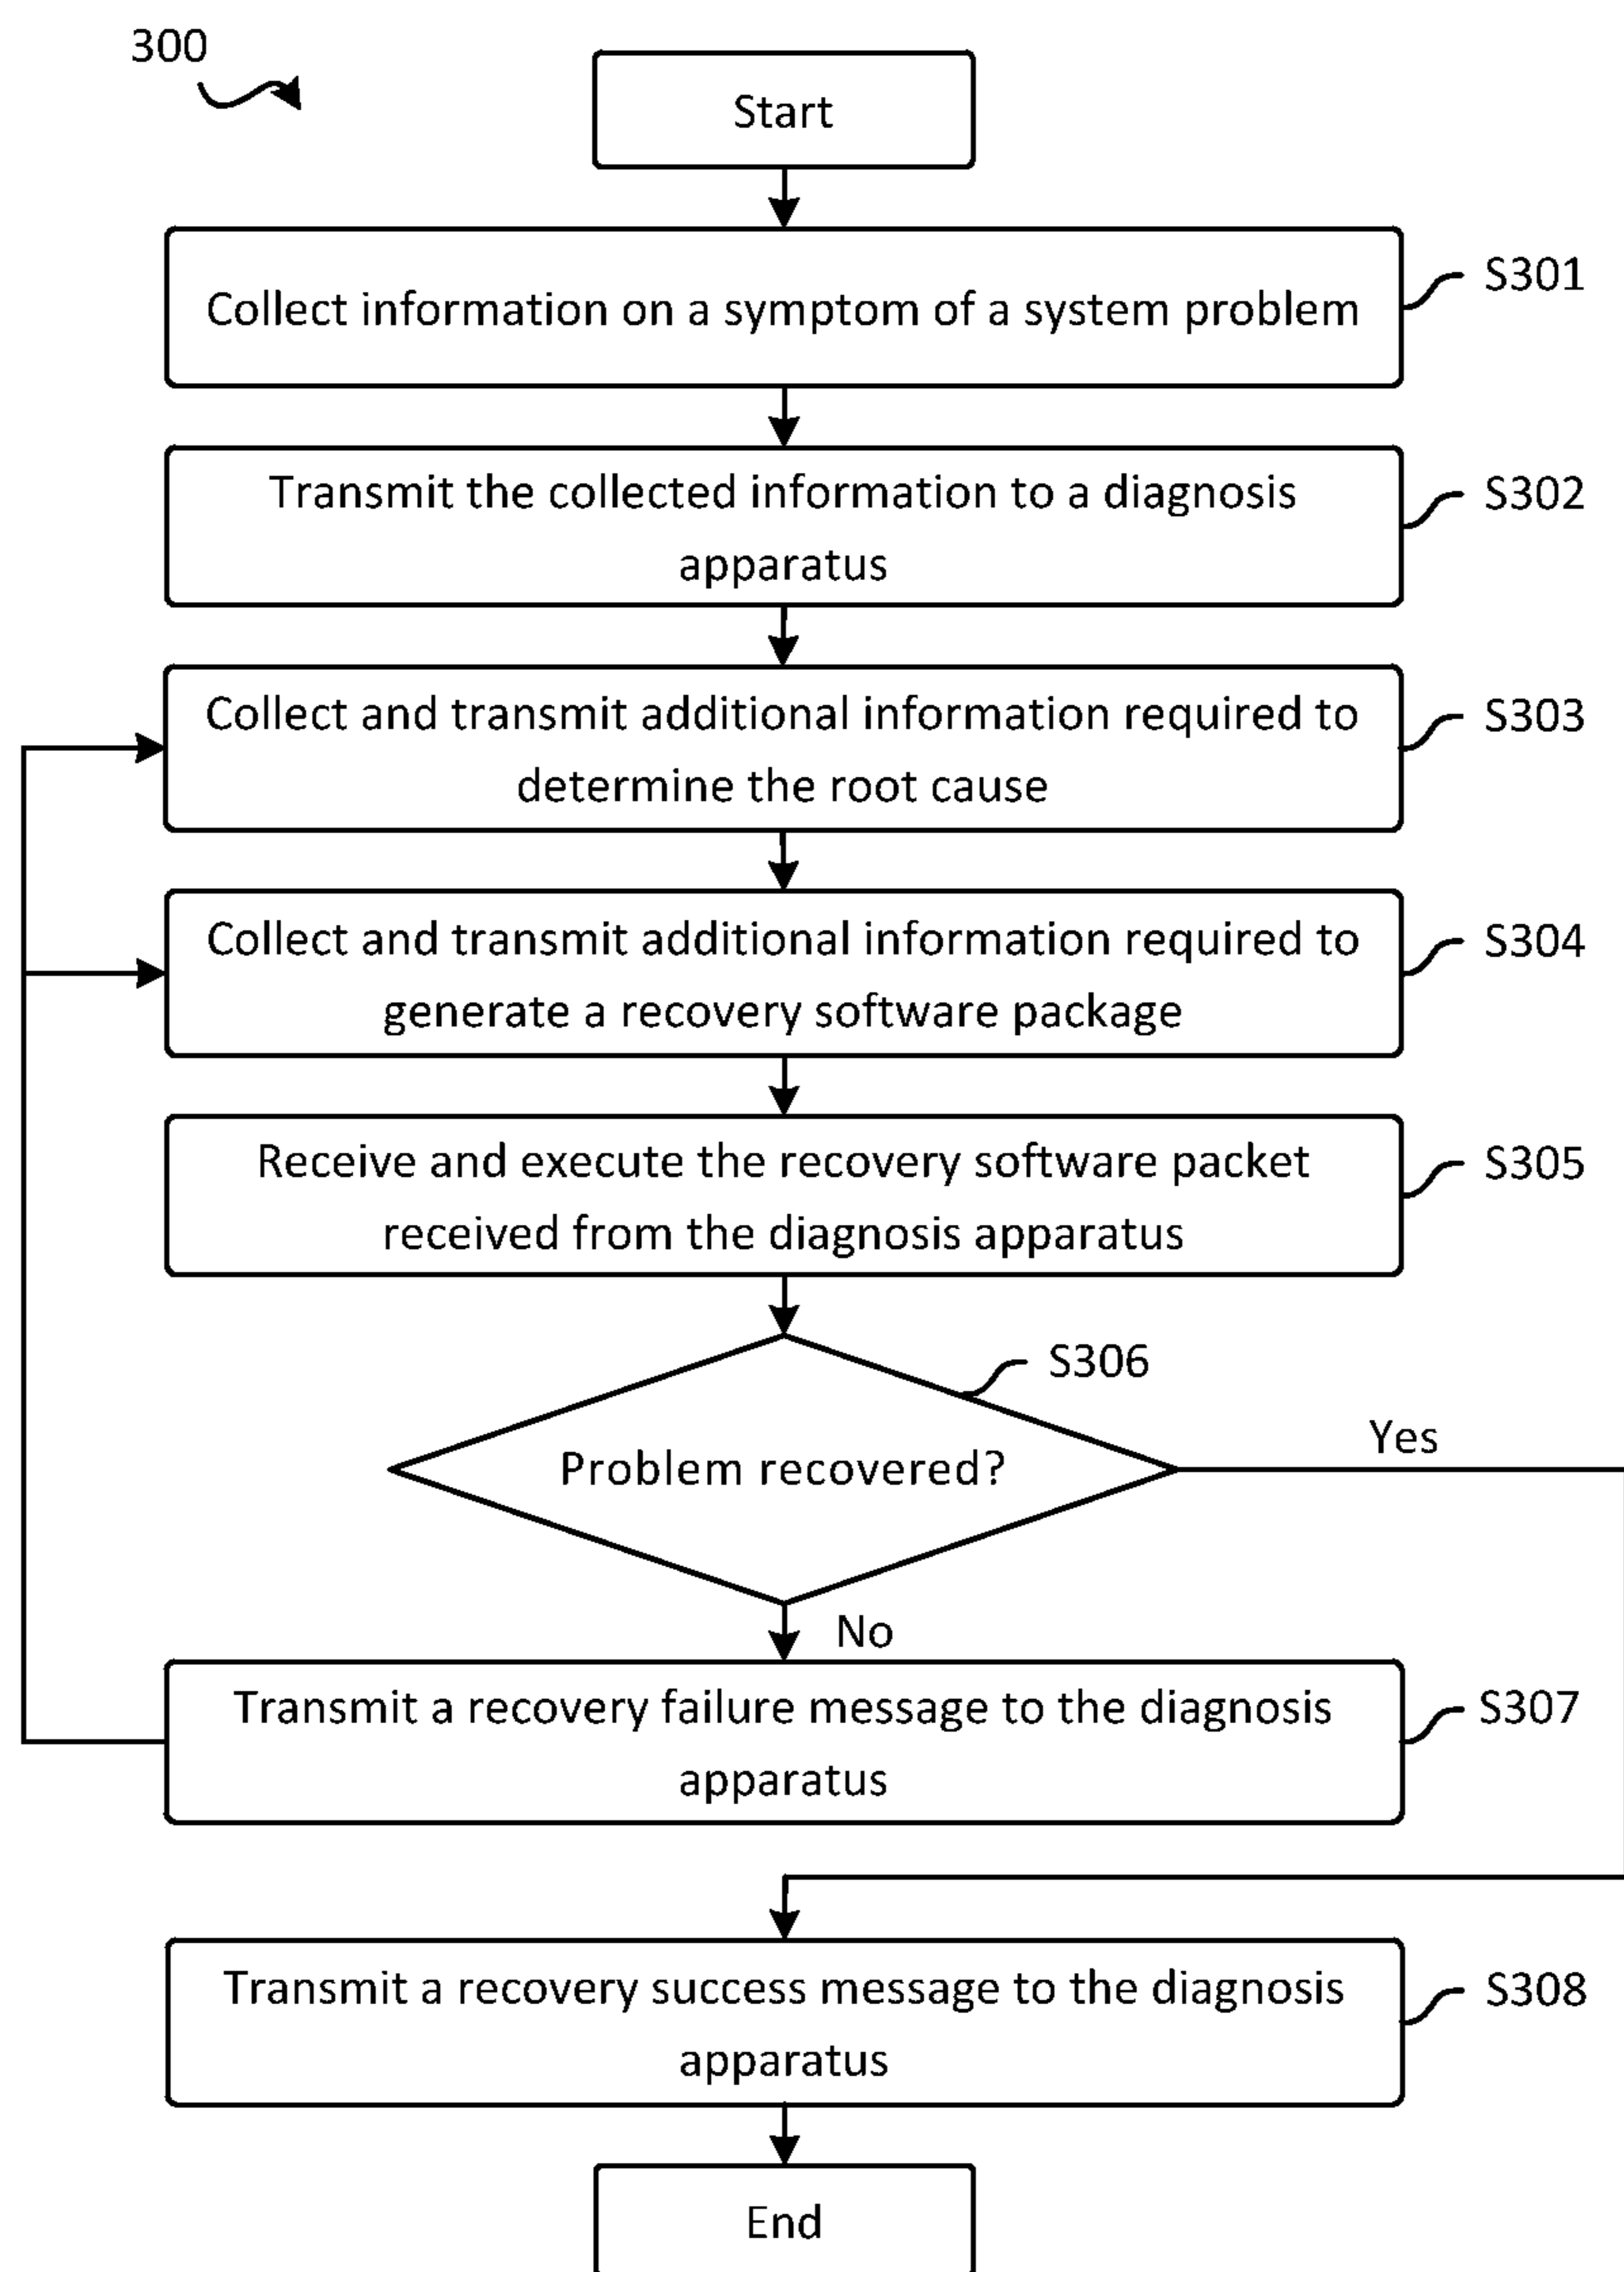 300
Start
Collect information on a symptom of a system problem
S301
Transmit the collected information to a diagnosis
apparatus
S302
Collect and transmit additional information required to
determine the root cause
S303
Collect and transmit additional information required to
generate a recovery software package
S304
Receive and execute the recovery software packet
received from the diagnosis apparatus
S305
S306
Problem recovered?
Yes
No
Transmit a recovery failure message to the diagnosis
apparatus
S307
Transmit a recovery success message to the diagnosis
apparatus
S308
End